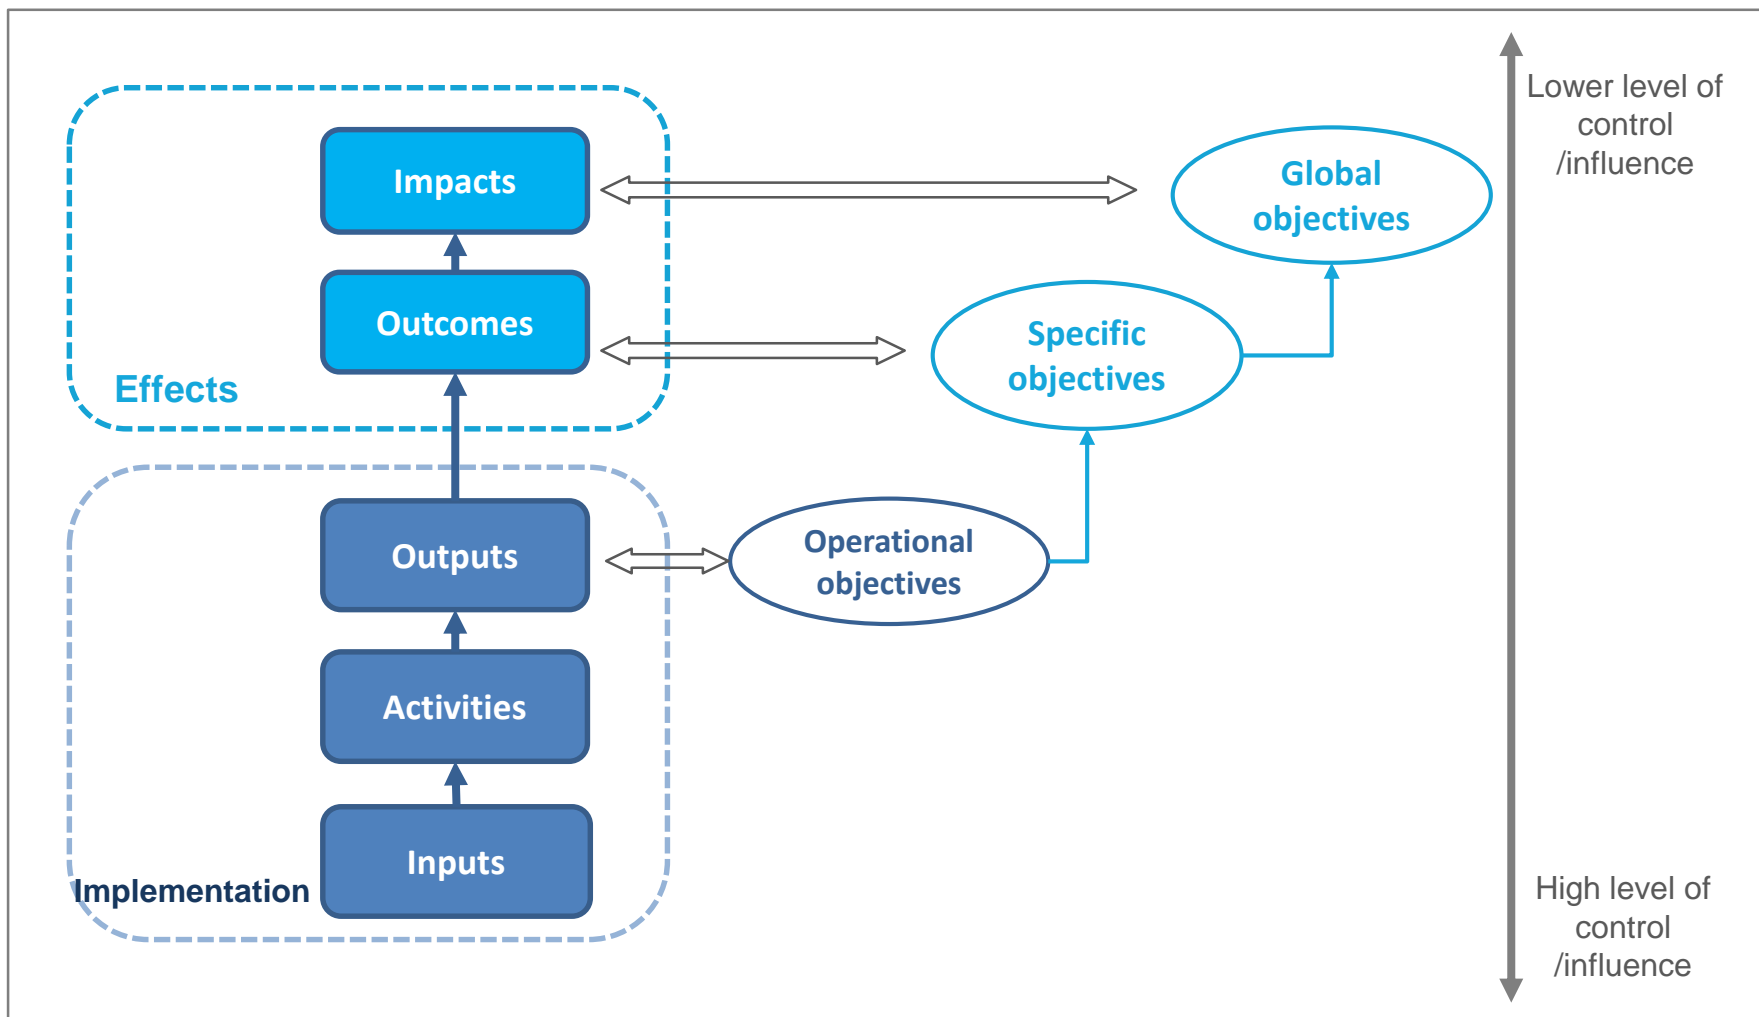 Impacts
Outcomes
Effects
Outputs
Activities
Inputs
Implementation
Global
objectives
Specific
objectives
Operational
objectives
Lower level of
control
/influence
High level of
control
/influence